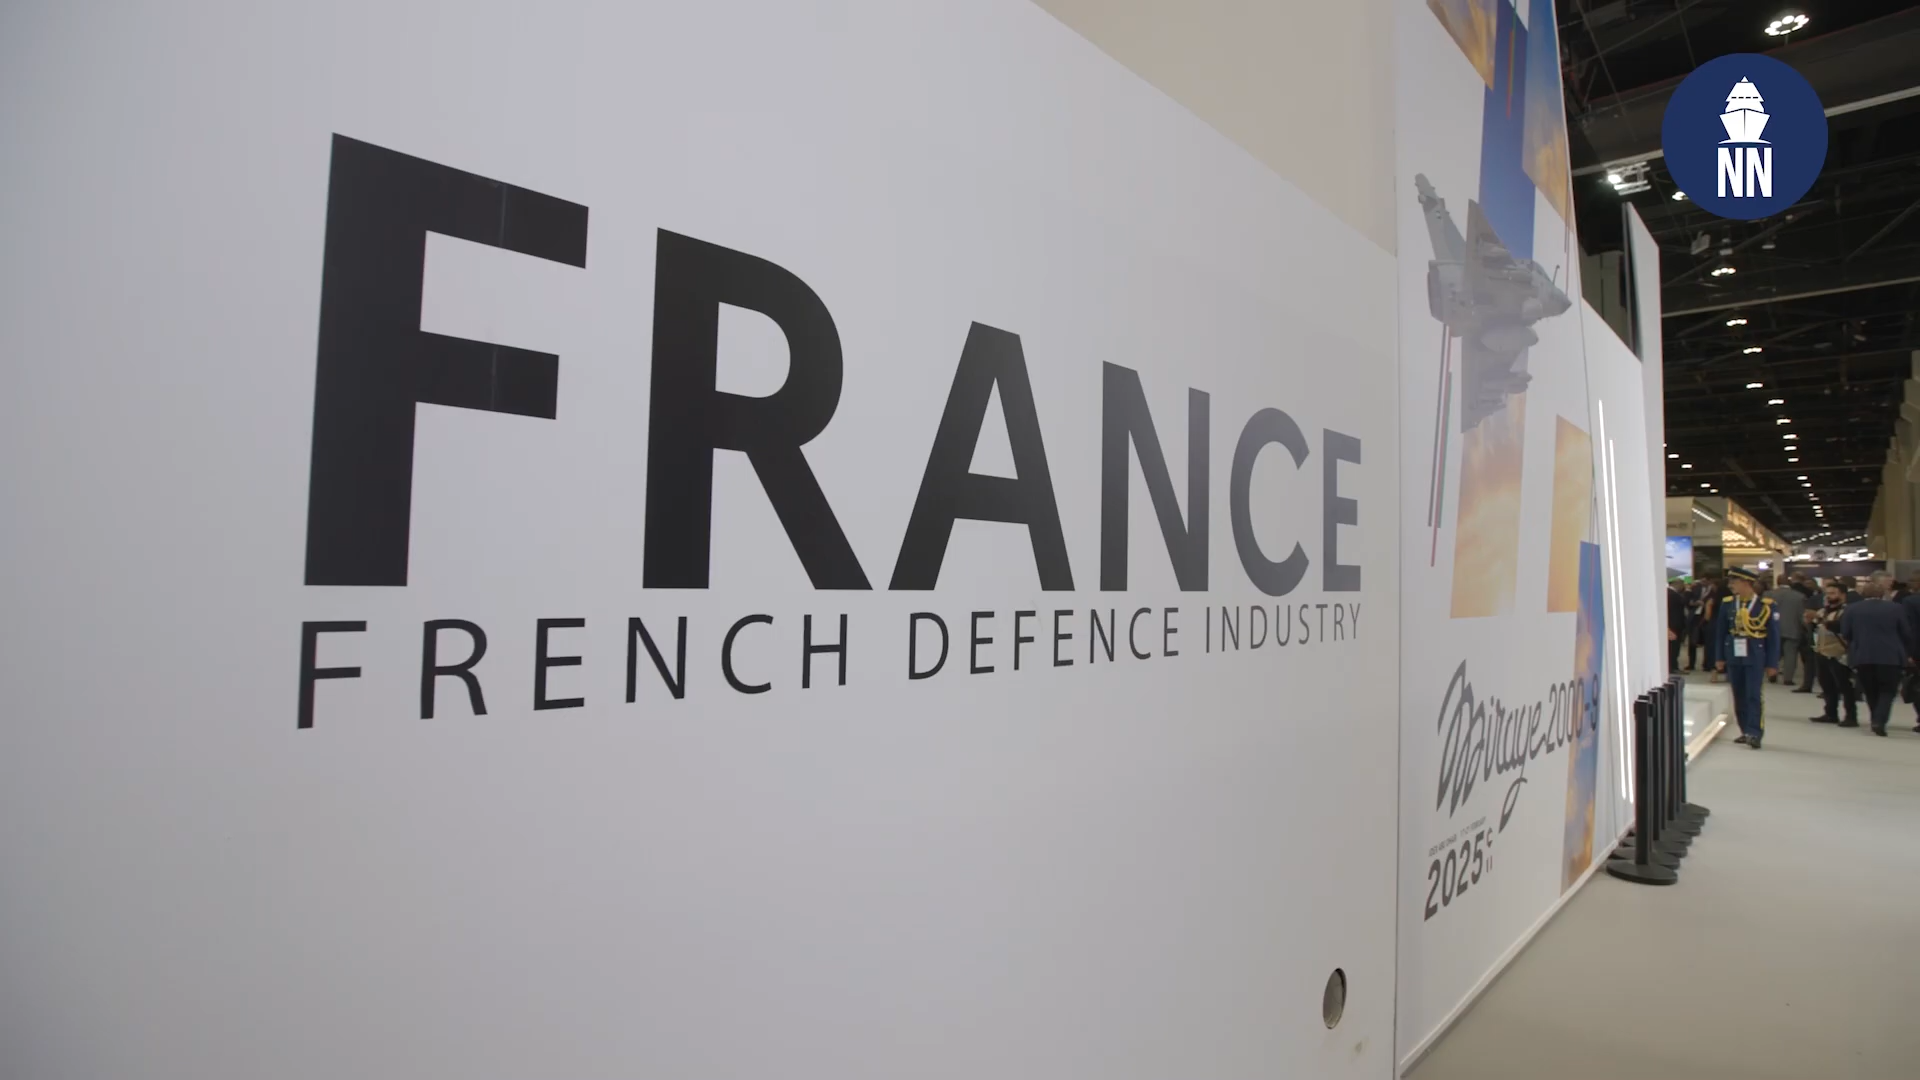 FRANCE
FRENCH DEFENCE INDUSTRY
NN
Mirage 2000-9
2025